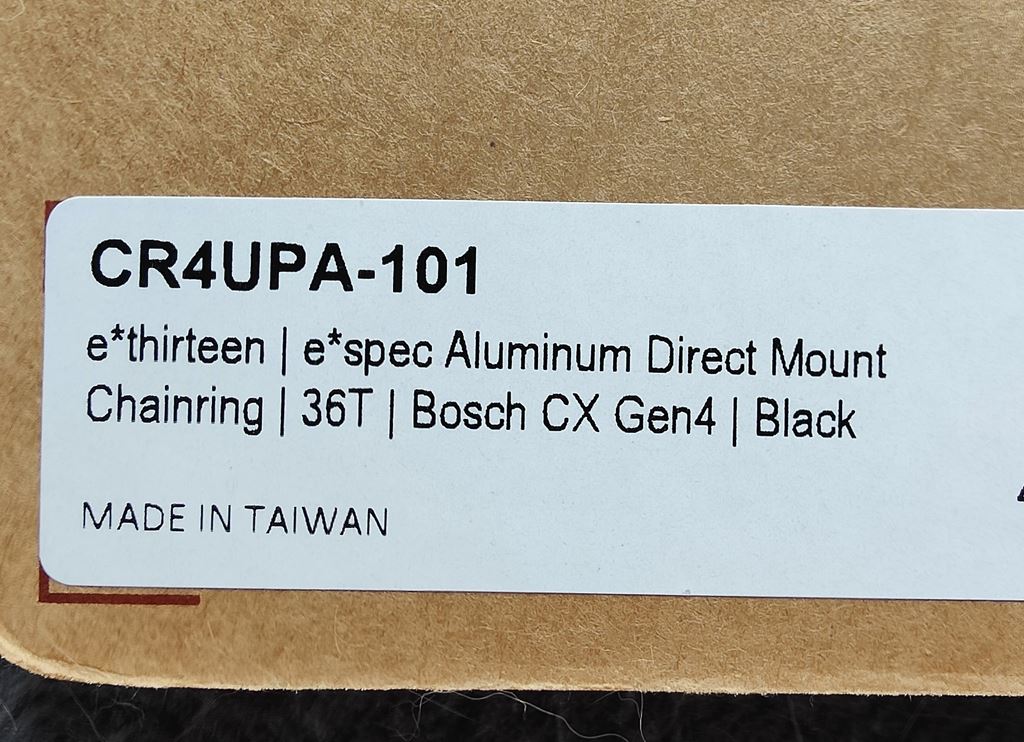 CR4UPA-101
e*thirteen | e*spec Aluminum Direct Mount
Chainring | 36T | Bosch CX Gen4 | Black
MADE IN TAIWAN